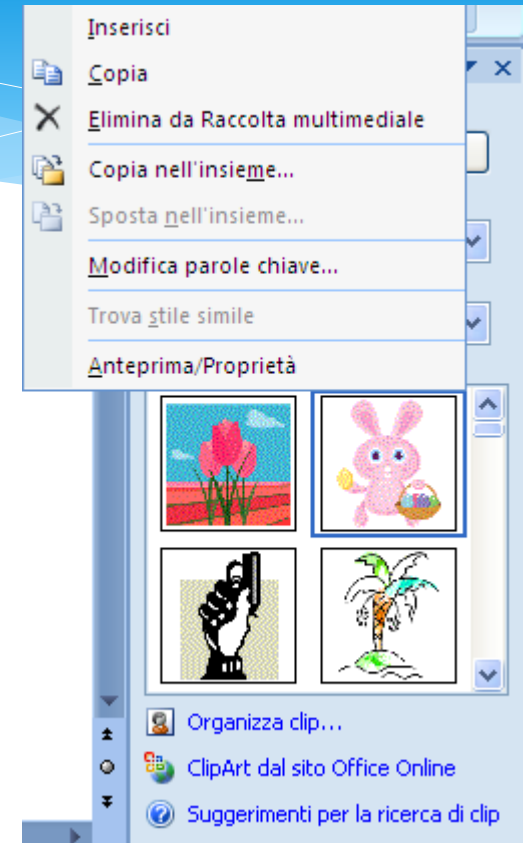 Inserisci
Copia
Elimina da Raccolta multimediale
Copia nell'insieme...
Sposta nell'insieme...
Modifica parole chiave...
Trova stile simile
Anteprima/Proprietà
Organizza clip...
ClipArt dal sito Office Online
Suggerimenti per la ricerca di clip